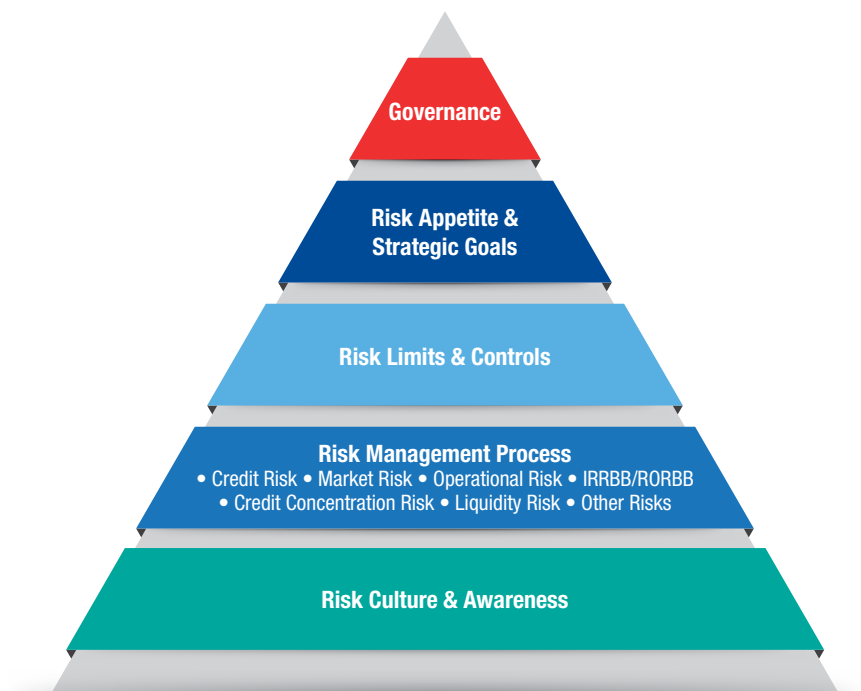 Governance
Risk Appetite &
Strategic Goals
Risk Limits & Controls
Risk Management Process
• Credit Risk • Market Risk • Operational Risk • IRRBB/RORBB
• Credit Concentration Risk • Liquidity Risk • Other Risks
Risk Culture & Awareness